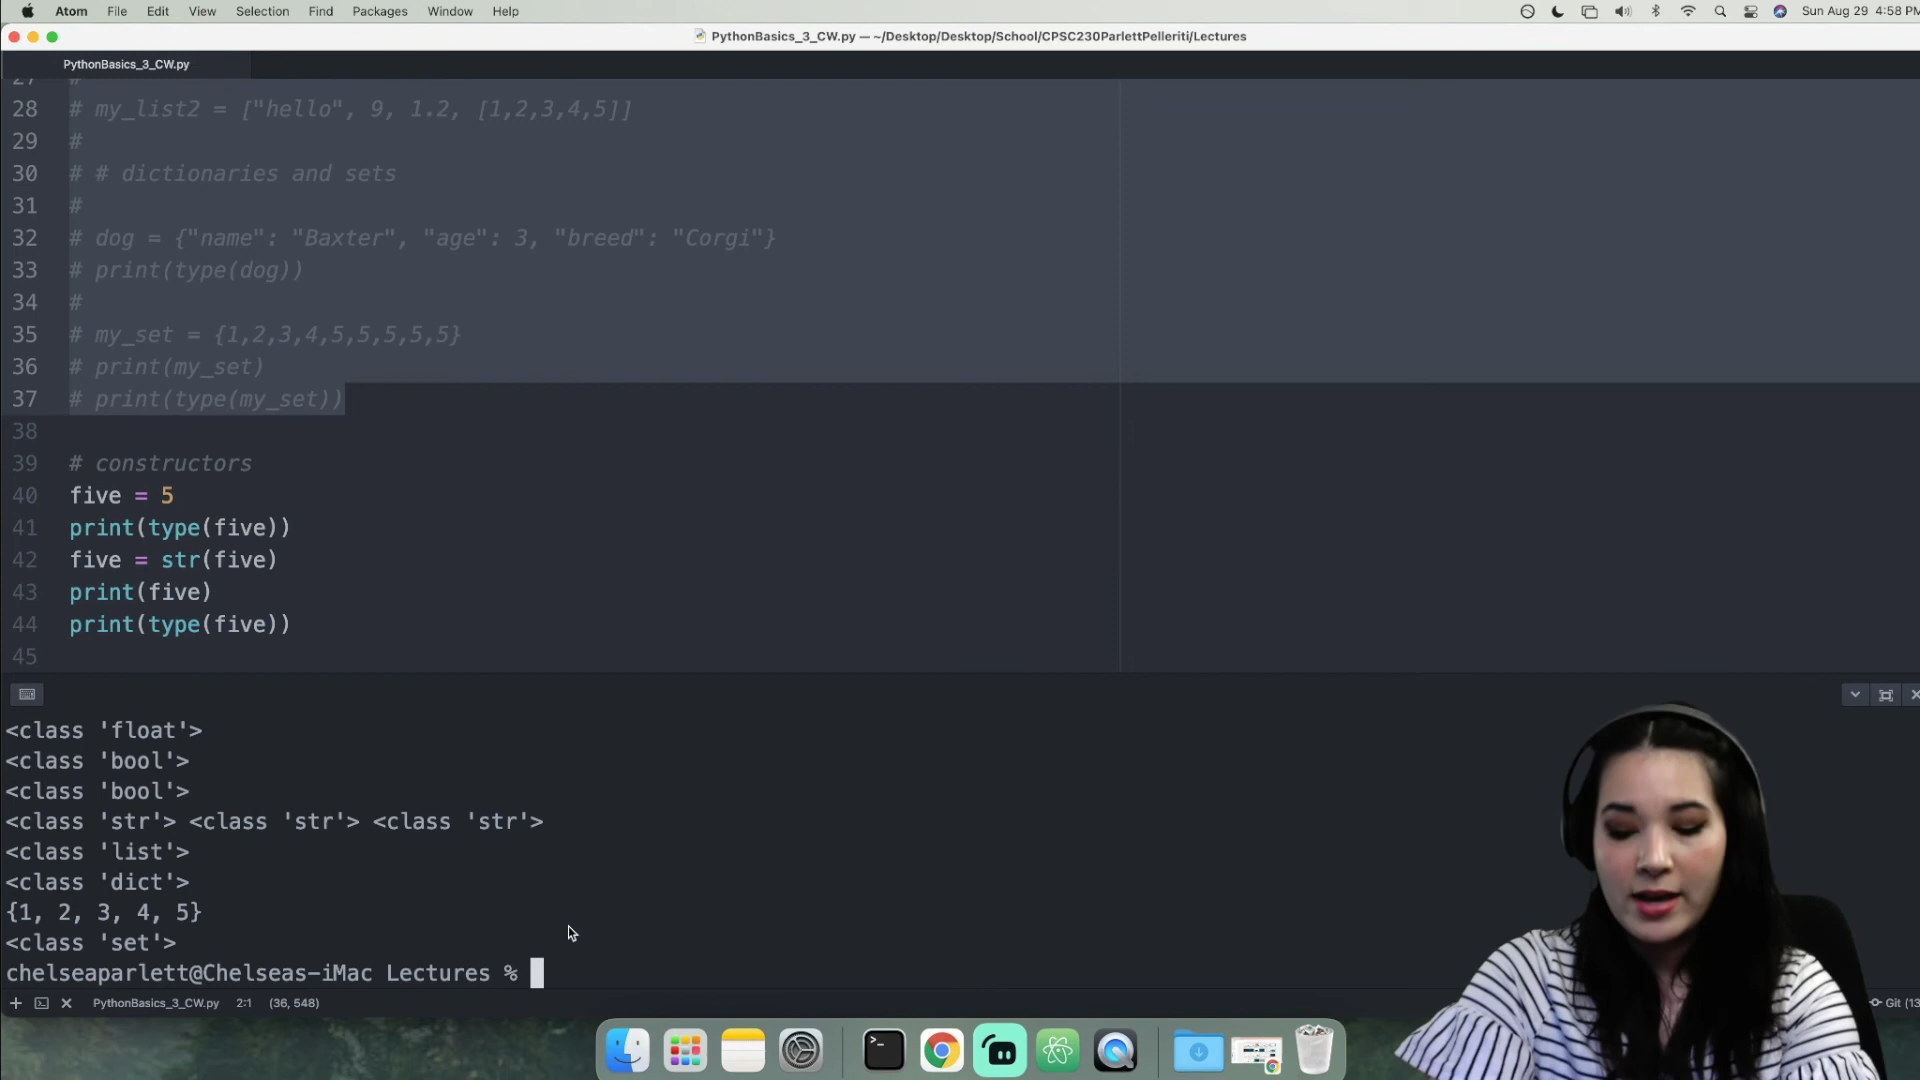 Atom File Edit View Selection Find Packages Window Help Sun Aug 29 4:58 PM
PythonBasics_3_CW.py — ~/Desktop/Desktop/School/CPSC230ParlettPelleriti/Lectures
PythonBasics_3_CW.py
27 #
28 # my_list2 = ["hello", 9, 1.2, [1,2,3,4,5]]
29 #
30 # # dictionaries and sets
31 #
32 # dog = {"name": "Baxter", "age": 3, "breed": "Corgi"}
33 # print(type(dog))
34 #
35 # my_set = {1,2,3,4,5,5,5,5,5}
36 # print(my_set)
37 # print(type(my_set))
38
39 # constructors
40 five = 5
41 print(type(five))
42 five = str(five)
43 print(five)
44 print(type(five))
45
<class 'float'>
<class 'bool'>
<class 'bool'>
<class 'str'> <class 'str'> <class 'str'>
<class 'list'>
<class 'dict'>
{1, 2, 3, 4, 5}
<class 'set'>
chelseaparlett@Chelseas-iMac Lectures %
PythonBasics_3_CW.py 2:1 (36, 548) Git (13